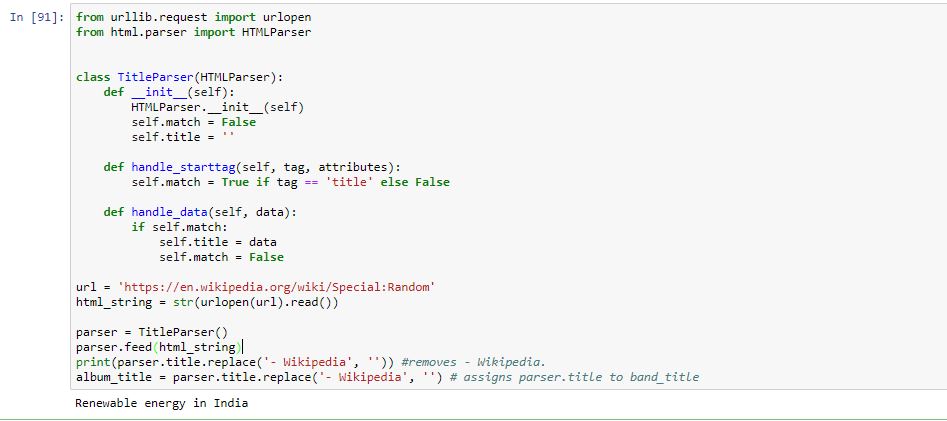 In [91]: from urllib.request import urlopen
from html.parser import HTMLParser
class TitleParser(HTMLParser):
    def __init__(self):
        HTMLParser.__init__(self)
        self.match = False
        self.title = ''
    def handle_starttag(self, tag, attributes):
        self.match = True if tag == 'title' else False
    def handle_data(self, data):
        if self.match:
            self.title = data
            self.match = False
url = 'https://en.wikipedia.org/wiki/Special:Random'
html_string = str(urlopen(url).read())
parser = TitleParser()
parser.feed(html_string)
print(parser.title.replace('- Wikipedia', '')) #removes - Wikipedia.
album_title = parser.title.replace('- Wikipedia', '') # assigns parser.title to band_title
Renewable energy in India